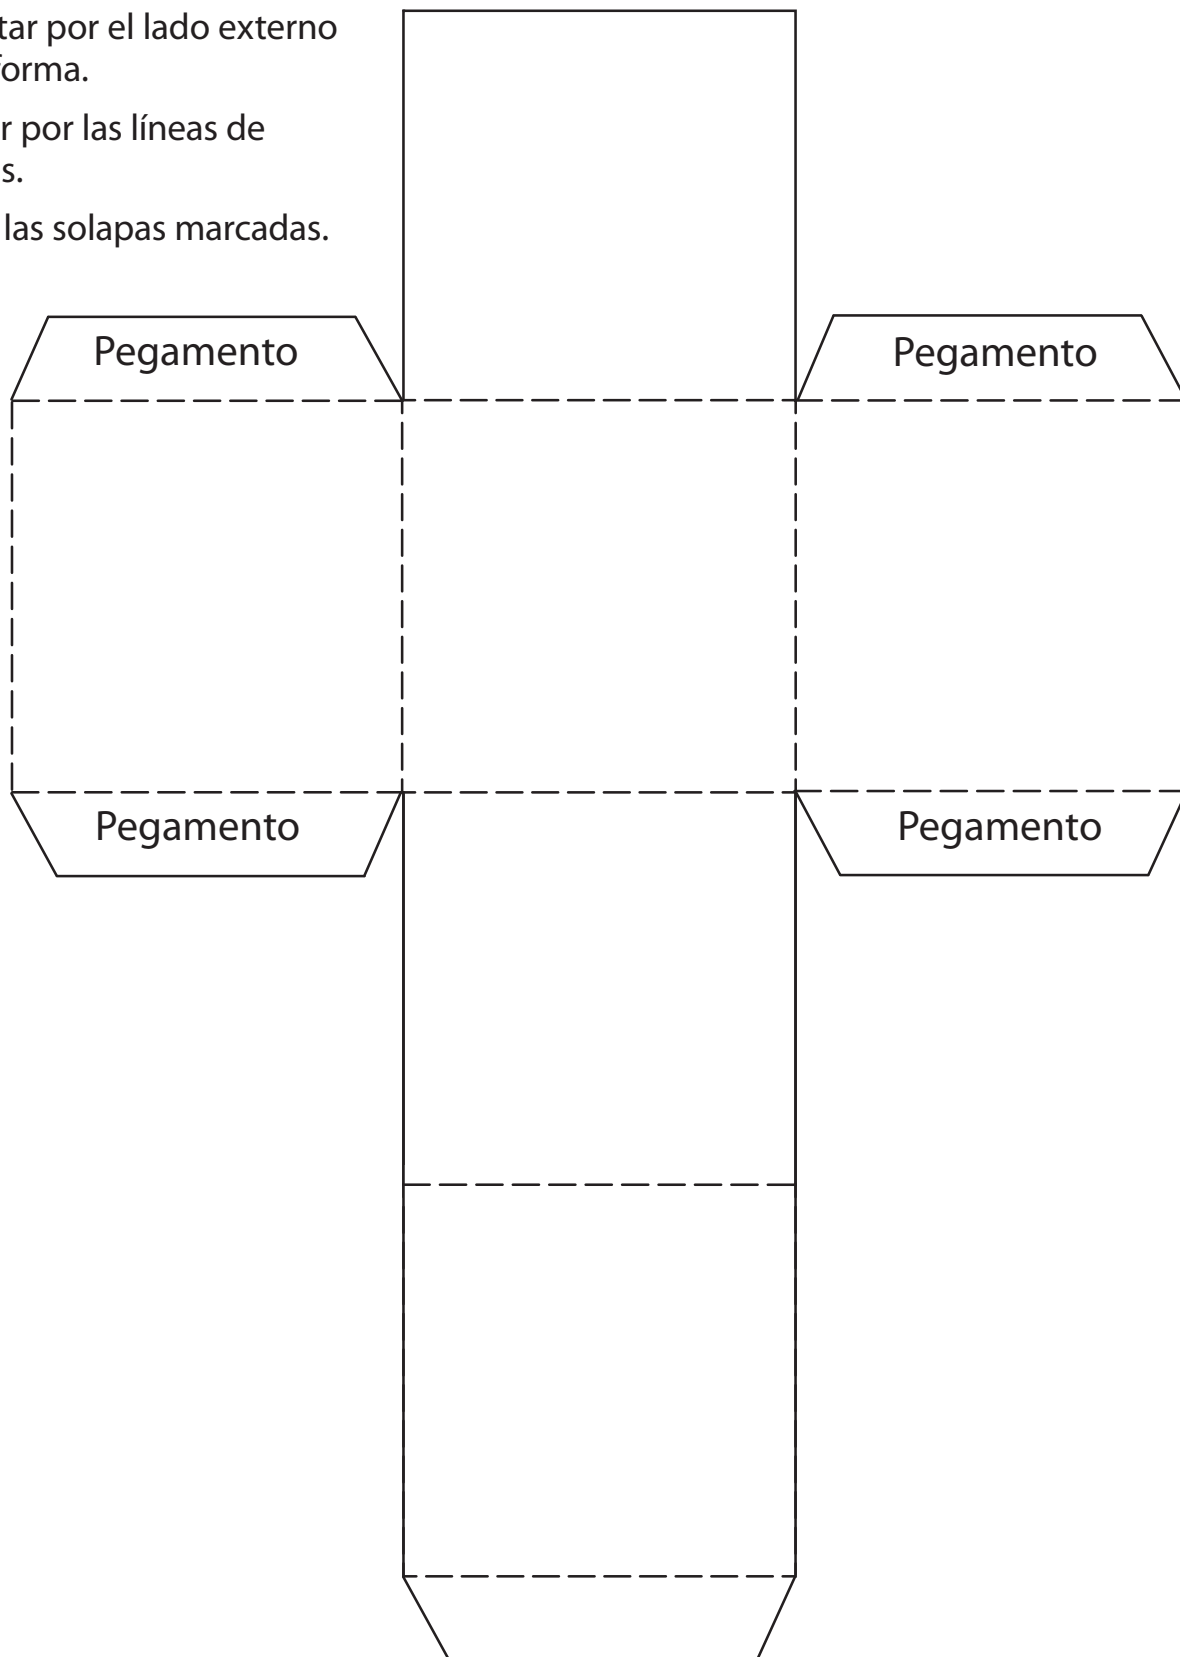 tar por el lado externo
forma.
r por las líneas de
s.
las solapas marcadas.
Pegamento
Pegamento
Pegamento
Pegamento